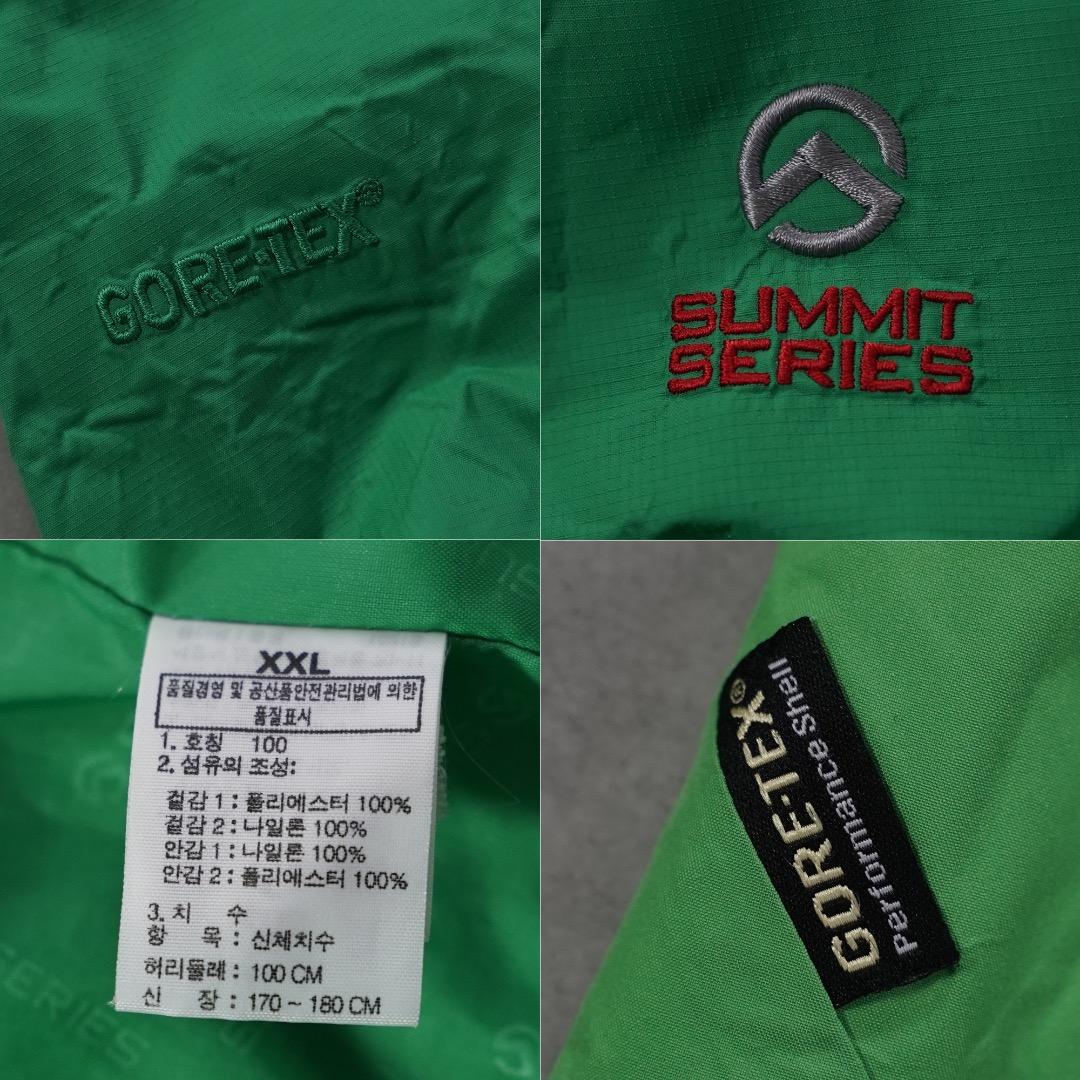 GORE-TEX®
SUMMIT
SERIES
XXL
품질경영 및 공산품안전관리법에 의한
품질표시
1. 호칭 100
2. 섬유의 조성:
겉감 1 : 폴리에스터 100%
겉감 2 : 나일론 100%
안감 1 : 나일론 100%
안감 2 : 폴리에스터 100%
3. 치 수
항 목 : 신체치수
허리둘레 : 100 CM
신 장 : 170 ~ 180 CM
SERIES
GORE-TEX®
Performance Shell